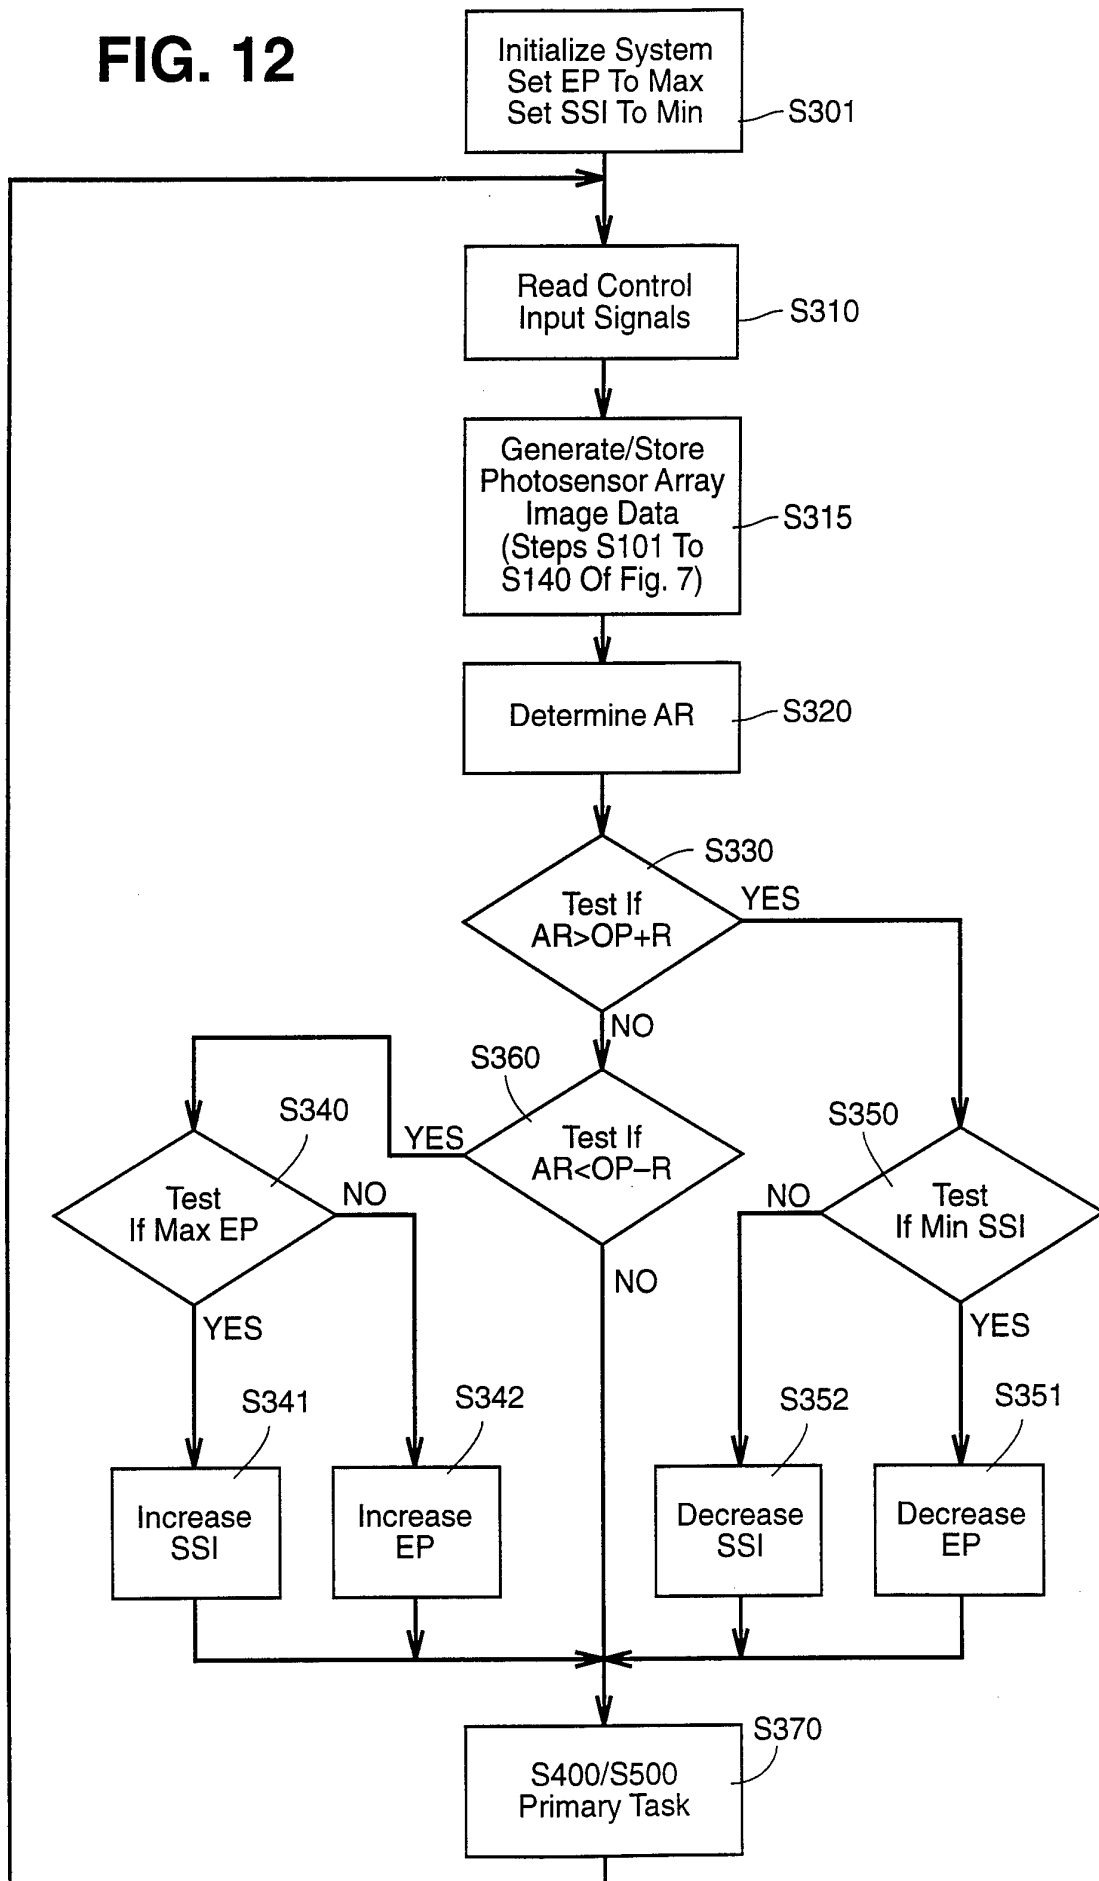 FIG. 12
Initialize System
Set EP To Max
Set SSI To Min
S301
Read Control
Input Signals
S310
Generate/Store
Photosensor Array
Image Data
(Steps S101 To
S140 Of Fig. 7)
S315
Determine AR
S320
S330
Test If
AR>OP+R
YES
NO
S360
Test If
AR<OP–R
YES
NO
S340
Test
If Max EP
NO
YES
S350
Test
If Min SSI
NO
YES
S341
Increase
SSI
S342
Increase
EP
S352
Decrease
SSI
S351
Decrease
EP
S370
S400/S500
Primary Task